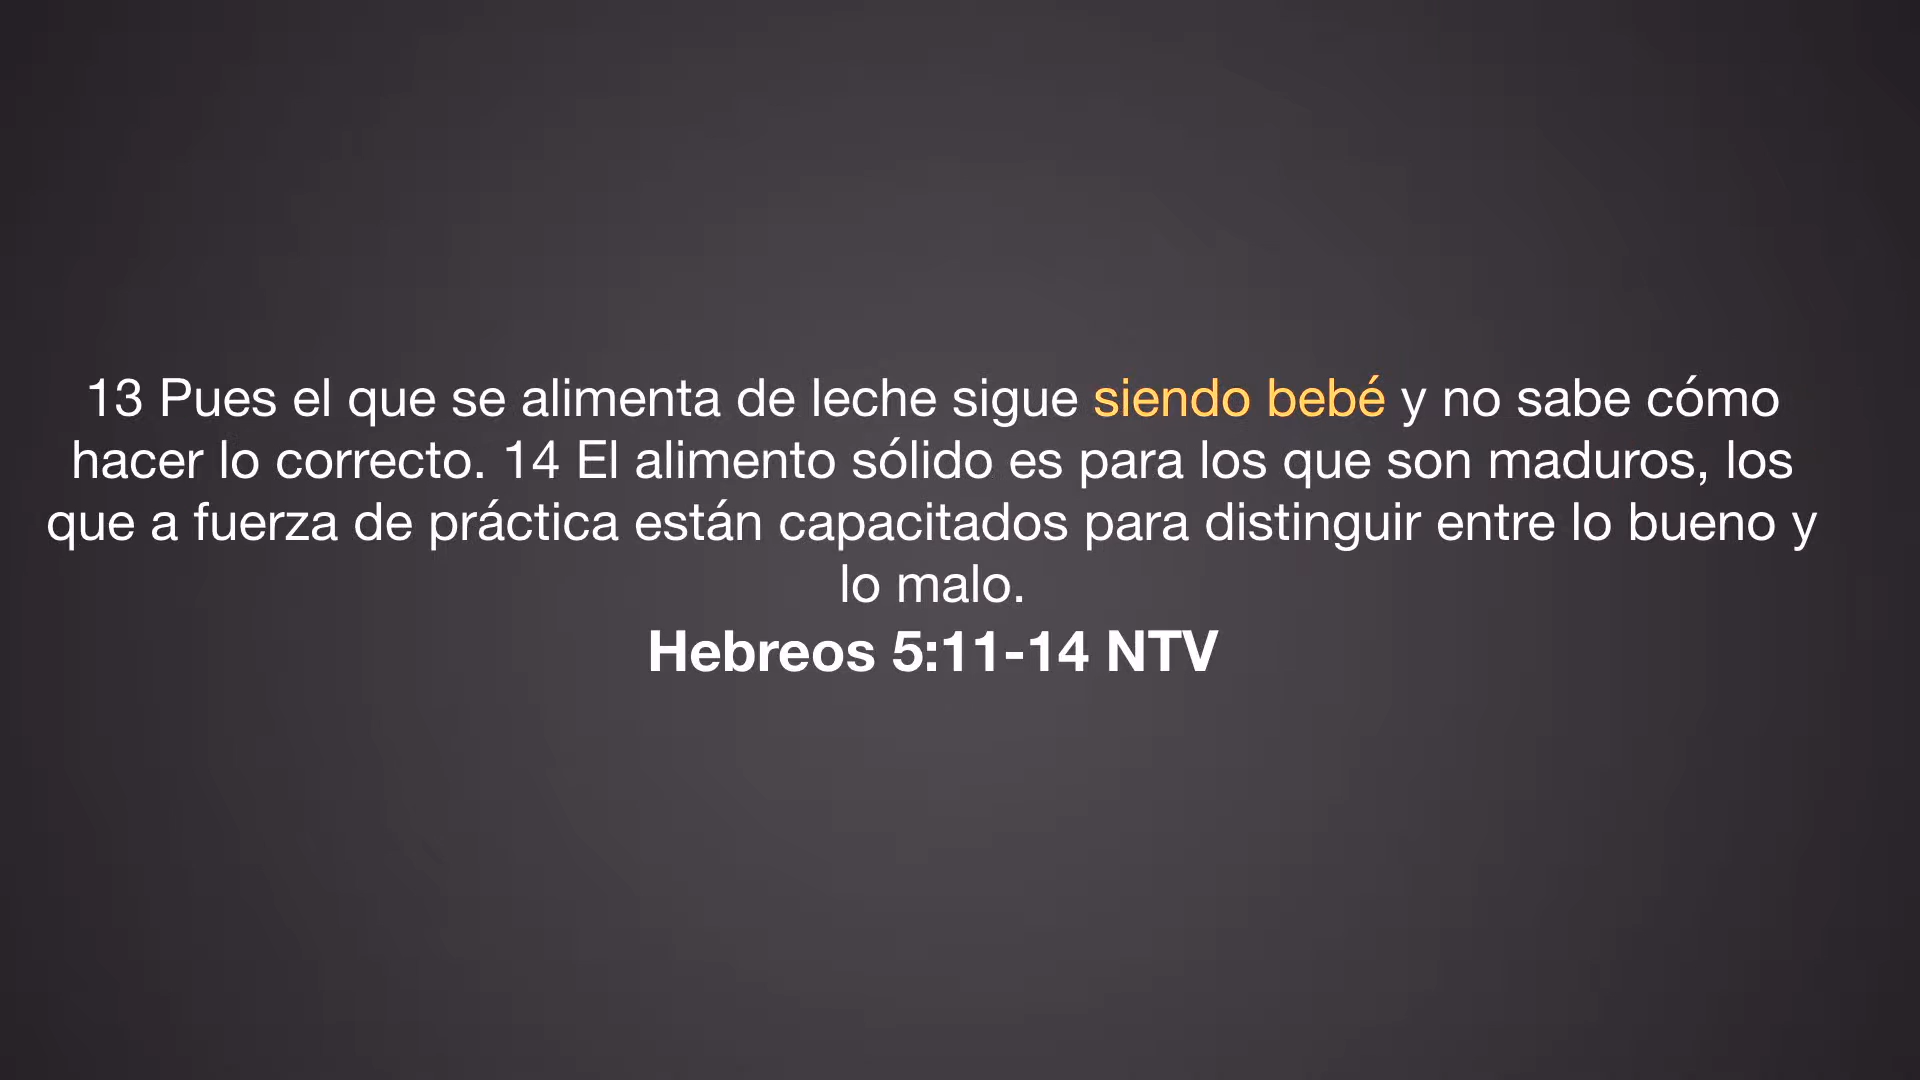 13 Pues el que se alimenta de leche sigue siendo bebé y no sabe cómo
hacer lo correcto. 14 El alimento sólido es para los que son maduros, los
que a fuerza de práctica están capacitados para distinguir entre lo bueno y
lo malo.
Hebreos 5:11-14 NTV